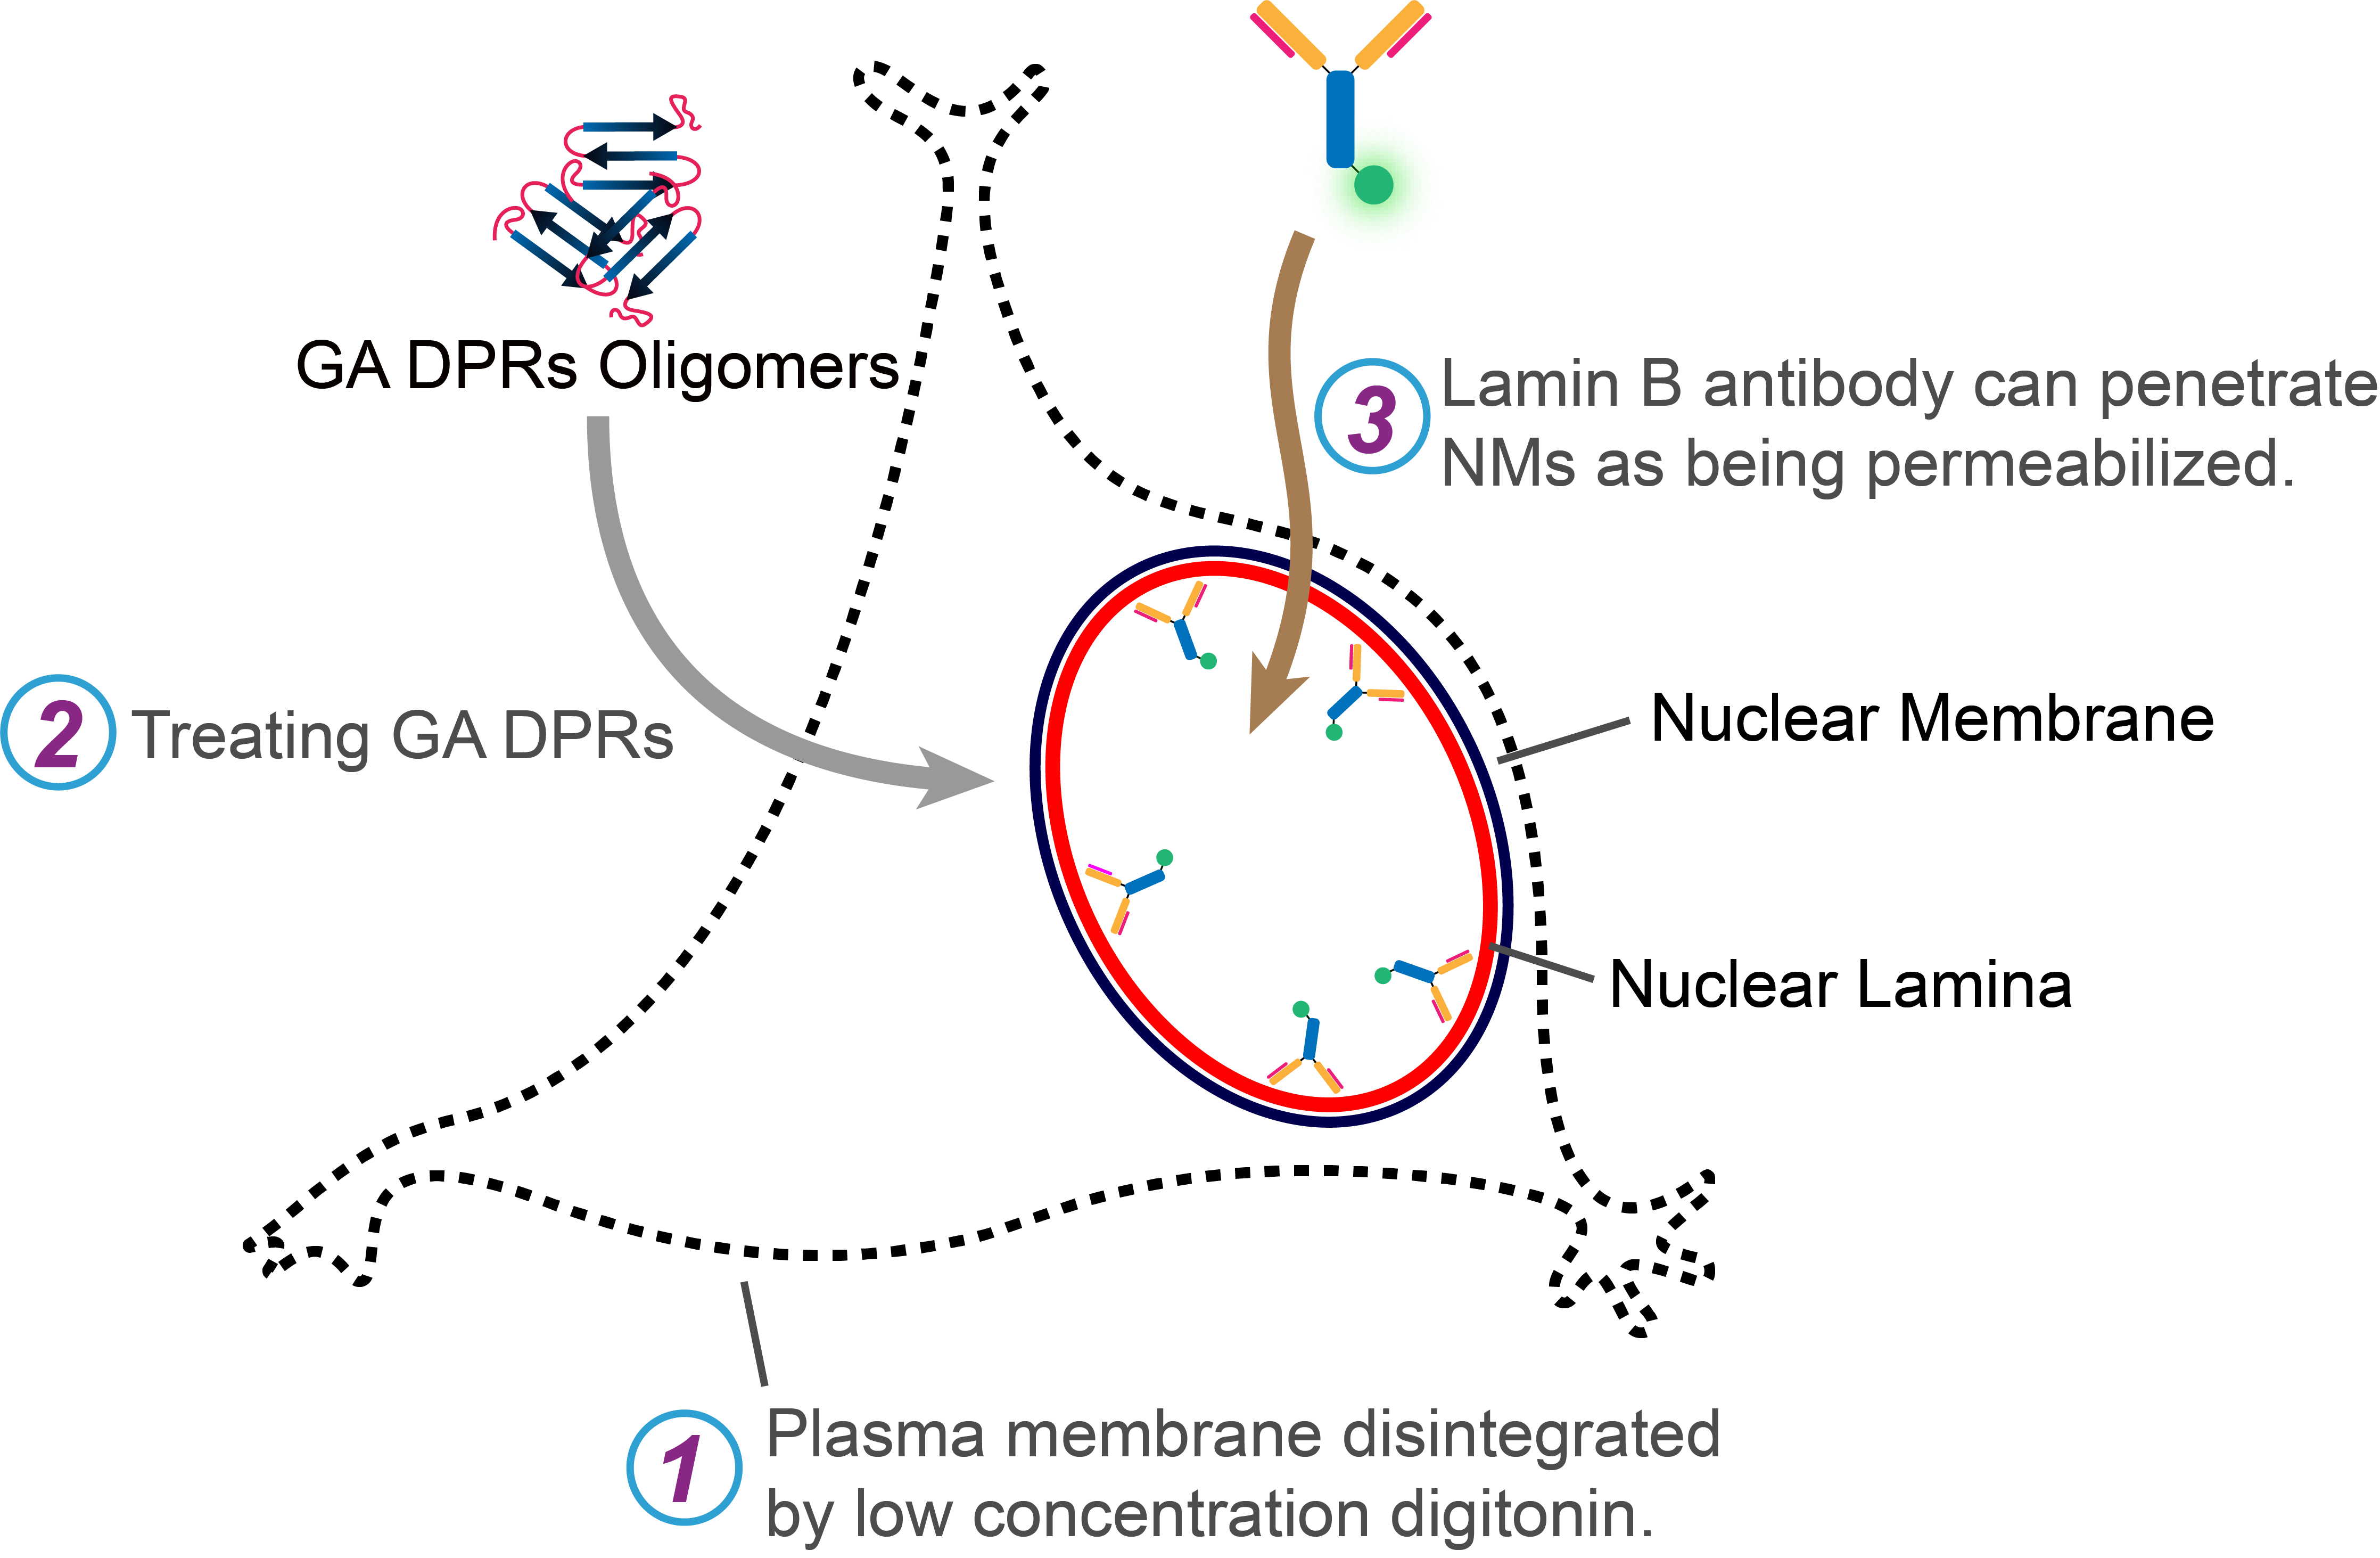 GA DPRs Oligomers
3
Lamin B antibody can penetrate
NMs as being permeabilized.
2
Treating GA DPRs
Nuclear Membrane
Nuclear Lamina
1
Plasma membrane disintegrated
by low concentration digitonin.